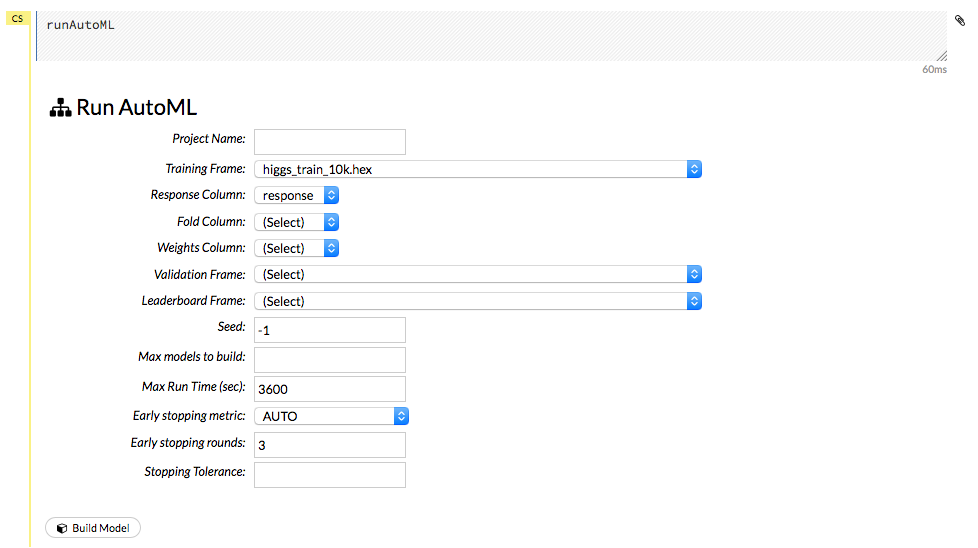 CS
runAutoML
60ms
Run AutoML
Project Name:
Training Frame: higgs_train_10k.hex
Response Column: response
Fold Column: (Select)
Weights Column: (Select)
Validation Frame: (Select)
Leaderboard Frame: (Select)
Seed: -1
Max models to build:
Max Run Time (sec): 3600
Early stopping metric: AUTO
Early stopping rounds: 3
Stopping Tolerance:
Build Model